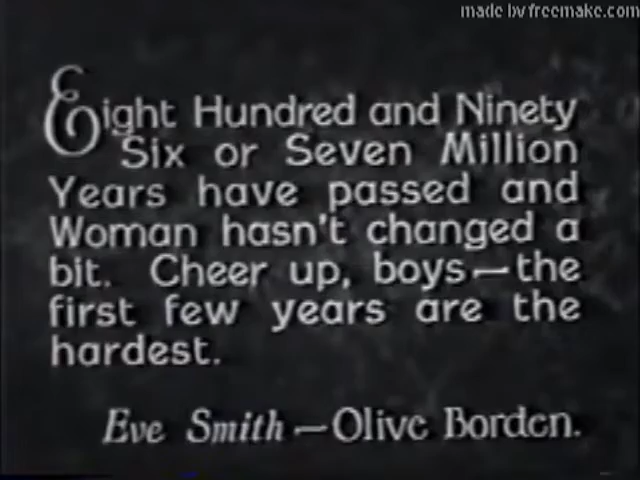 made by freemake.com
Eight Hundred and Ninety
Six or Seven Million
Years have passed and
Woman hasn't changed a
bit. Cheer up, boys—the
first few years are the
hardest.
Eve Smith—Olive Borden.